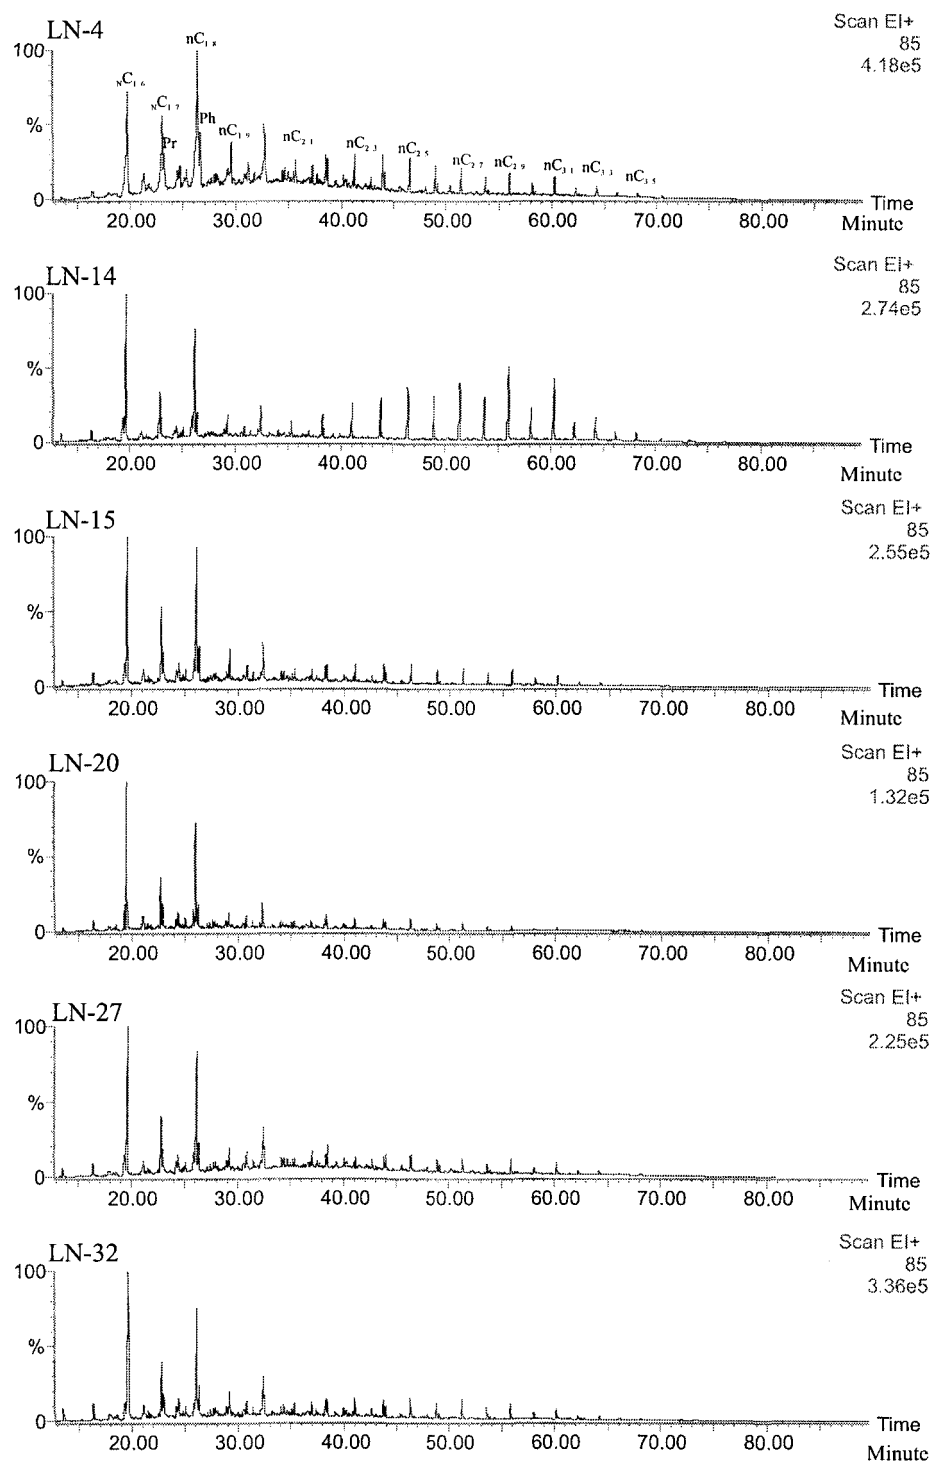 LN-4
Scan EI+
85
4.18e5
100
%
0
NC16
NC17
Pr
nC18
Ph
nC19
nC21
nC23
nC25
nC27
nC29
nC31
nC33
nC35
20.00 30.00 40.00 50.00 60.00 70.00 80.00
Time
Minute
LN-14
Scan EI+
85
2.74e5
100
%
0
20.00 30.00 40.00 50.00 60.00 70.00 80.00
Time
Minute
LN-15
Scan EI+
85
2.55e5
100
%
0
20.00 30.00 40.00 50.00 60.00 70.00 80.00
Time
Minute
LN-20
Scan EI+
85
1.32e5
100
%
0
20.00 30.00 40.00 50.00 60.00 70.00 80.00
Time
Minute
LN-27
Scan EI+
85
2.25e5
100
%
0
20.00 30.00 40.00 50.00 60.00 70.00 80.00
Time
Minute
LN-32
Scan EI+
85
3.36e5
100
%
0
20.00 30.00 40.00 50.00 60.00 70.00 80.00
Time
Minute